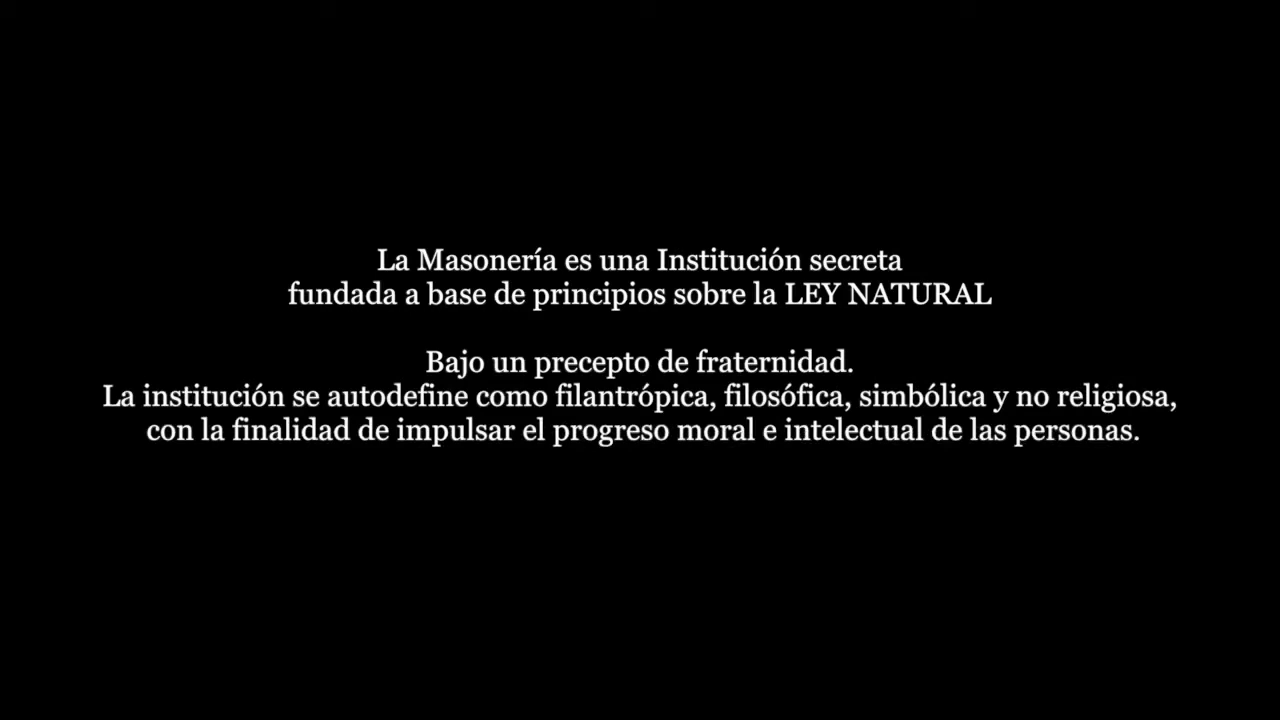 La Masonería es una Institución secreta
fundada a base de principios sobre la LEY NATURAL
Bajo un precepto de fraternidad.
La institución se autodefine como filantrópica, filosófica, simbólica y no religiosa,
con la finalidad de impulsar el progreso moral e intelectual de las personas.